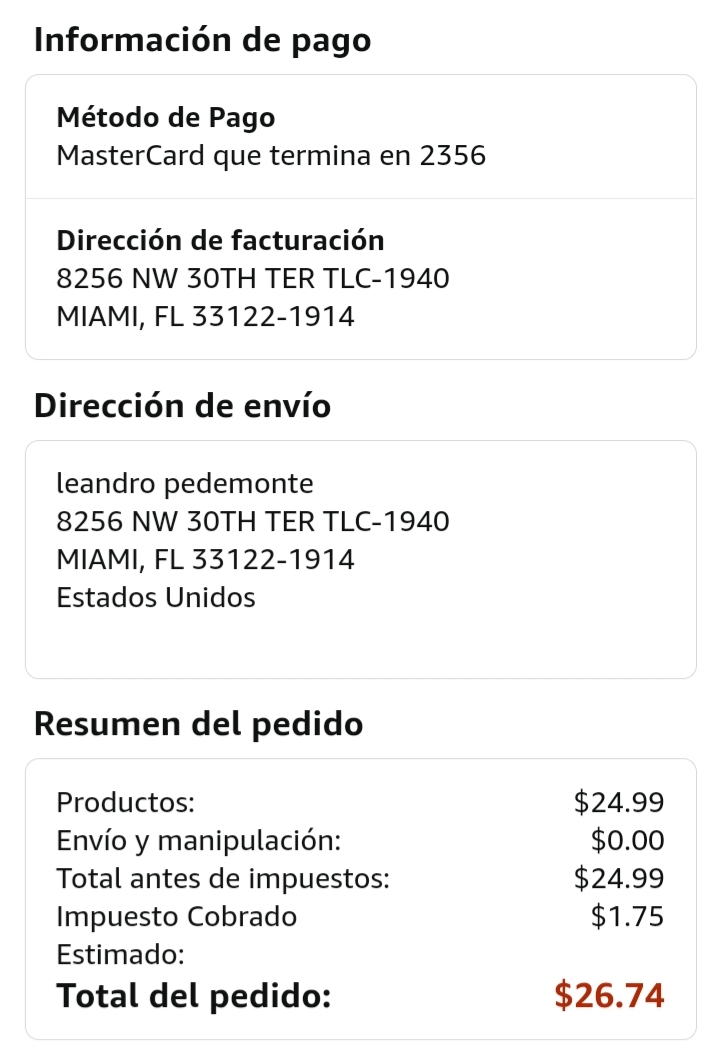 Información de pago
Método de Pago
MasterCard que termina en 2356
Dirección de facturación
8256 NW 30TH TER TLC-1940
MIAMI, FL 33122-1914
Dirección de envío
leandro pedemonte
8256 NW 30TH TER TLC-1940
MIAMI, FL 33122-1914
Estados Unidos
Resumen del pedido
Productos: $24.99
Envío y manipulación: $0.00
Total antes de impuestos: $24.99
Impuesto Cobrado $1.75
Estimado:
Total del pedido: $26.74